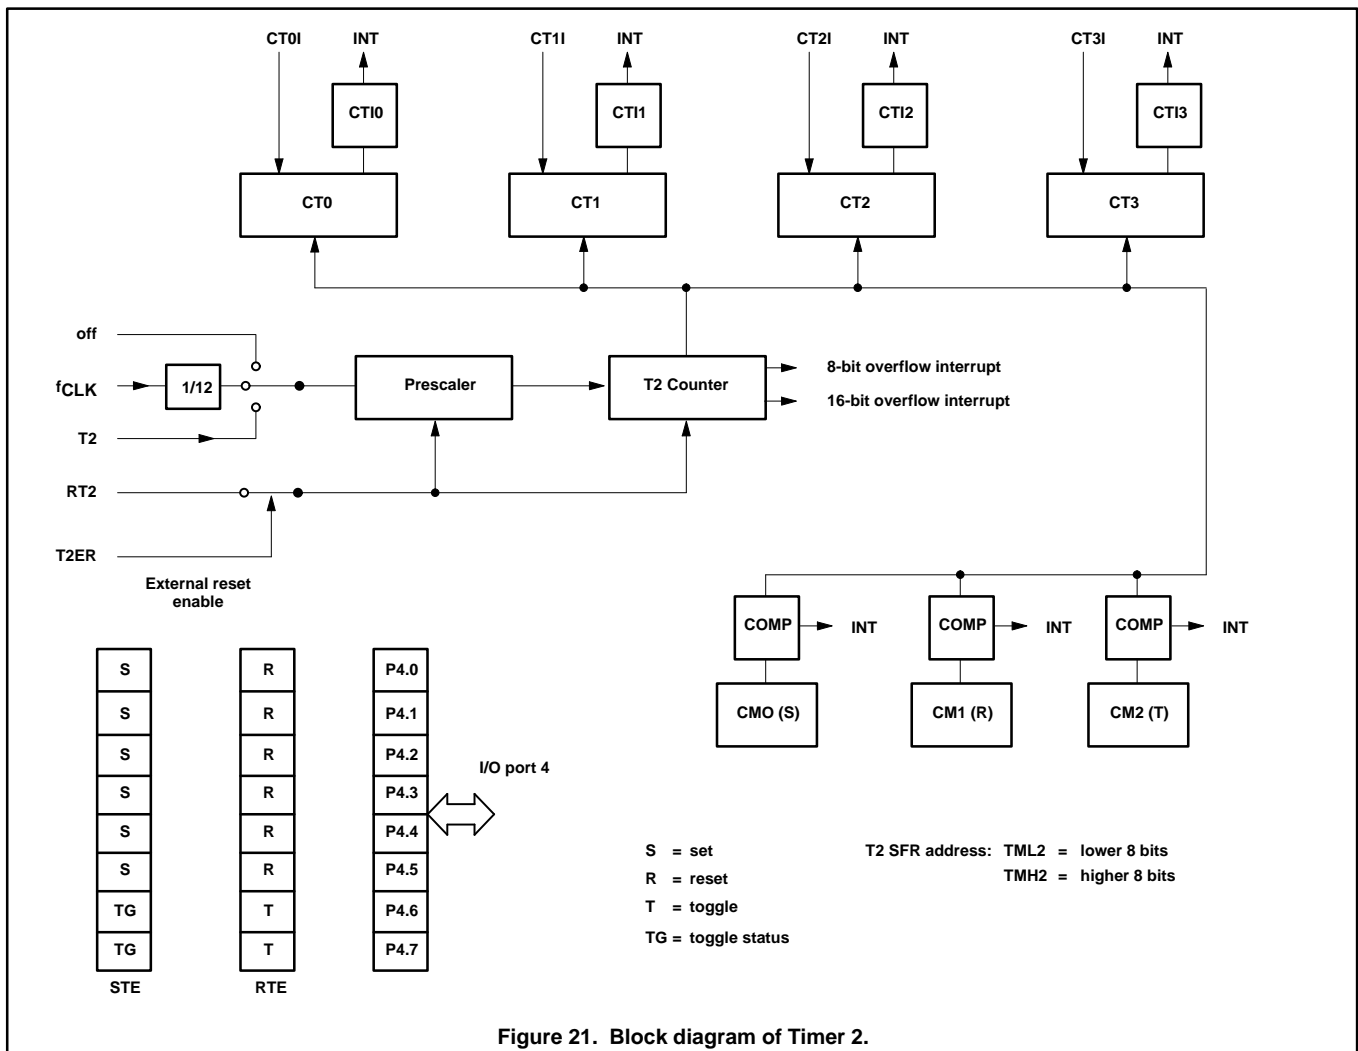 CT0I INT CT1I INT CT2I INT CT3I INT
CTI0 CTI1 CTI2 CTI3
CT0 CT1 CT2 CT3
off
fCLK 1/12 Prescaler T2 Counter 8-bit overflow interrupt
16-bit overflow interrupt
T2
RT2
T2ER
External reset
enable
COMP INT COMP INT COMP INT
CMO (S) CM1 (R) CM2 (T)
S R P4.0
S R P4.1
S R P4.2
I/O port 4
S R P4.3
S R P4.4
S R P4.5
TG T P4.6
TG T P4.7
STE RTE
S = set
R = reset
T = toggle
TG = toggle status
T2 SFR address: TML2 = lower 8 bits
TMH2 = higher 8 bits
Figure 21. Block diagram of Timer 2.